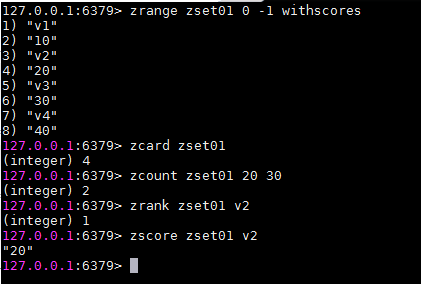 127.0.0.1:6379> zrange zset01 0 -1 withscores
1) "v1"
2) "10"
3) "v2"
4) "20"
5) "v3"
6) "30"
7) "v4"
8) "40"
127.0.0.1:6379> zcard zset01
(integer) 4
127.0.0.1:6379> zcount zset01 20 30
(integer) 2
127.0.0.1:6379> zrank zset01 v2
(integer) 1
127.0.0.1:6379> zscore zset01 v2
"20"
127.0.0.1:6379>